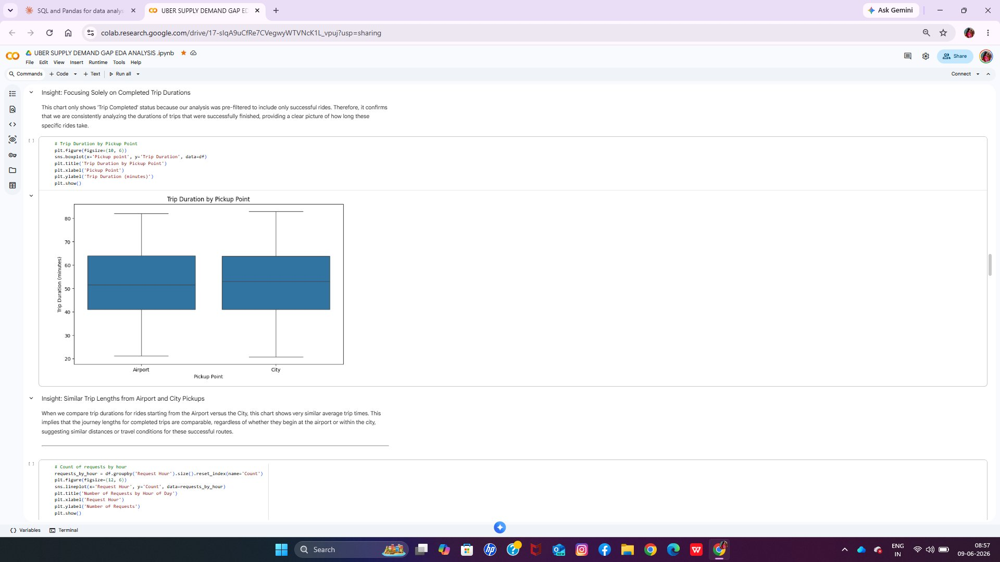 SQL and Pandas for data analys
UBER SUPPLY DEMAND GAP ED
Ask Gemini
colab.research.google.com/drive/17-sIqA9uCfRe7CVegwyWTVNcK1L_vpuj?usp=sharing
UBER SUPPLY DEMAND GAP EDA ANALYSIS .ipynb
Share
File Edit View Insert Runtime Tools Help
Commands + Code + Text Run all
Connect
Insight: Focusing Solely on Completed Trip Durations
This chart only shows 'Trip Completed' status because our analysis was pre-filtered to include only successful rides. Therefore, it confirms
that we are consistently analyzing the durations of trips that were successfully finished, providing a clear picture of how long these
specific rides take.
[ ]
# Trip Duration by Pickup Point
plt.figure(figsize=(10, 6))
sns.boxplot(x='Pickup point', y='Trip Duration', data=df)
plt.title('Trip Duration by Pickup Point')
plt.xlabel('Pickup Point')
plt.ylabel('Trip Duration (minutes)')
plt.show()
Trip Duration by Pickup Point
80
70
60
50
40
30
20
Trip Duration (minutes)
Airport City
Pickup Point
Insight: Similar Trip Lengths from Airport and City Pickups
When we compare trip durations for rides starting from the Airport versus the City, this chart shows very similar average trip times. This
implies that the journey lengths for completed trips are comparable, regardless of whether they begin at the airport or within the city,
suggesting similar distances or travel conditions for these successful routes.
[ ]
# Count of requests by hour
requests_by_hour = df.groupby('Request Hour').size().reset_index(name='Count')
plt.figure(figsize=(12, 6))
sns.lineplot(x='Request Hour', y='Count', data=requests_by_hour)
plt.title('Number of Requests by Hour of Day')
plt.xlabel('Request Hour')
plt.ylabel('Number of Requests')
plt.show()
{} Variables Terminal
Search
hp
NEW
W
ENG
IN
08:57
09-06-2026